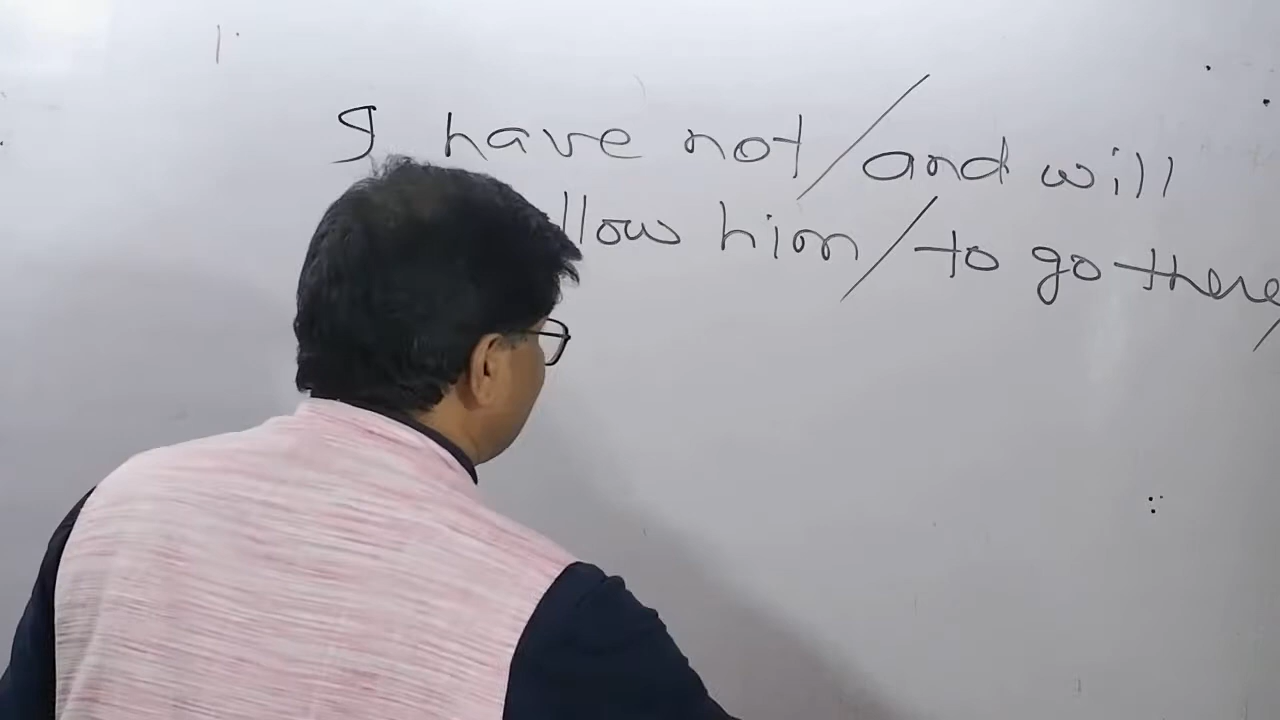 I have not / and will
llow him / to go there /